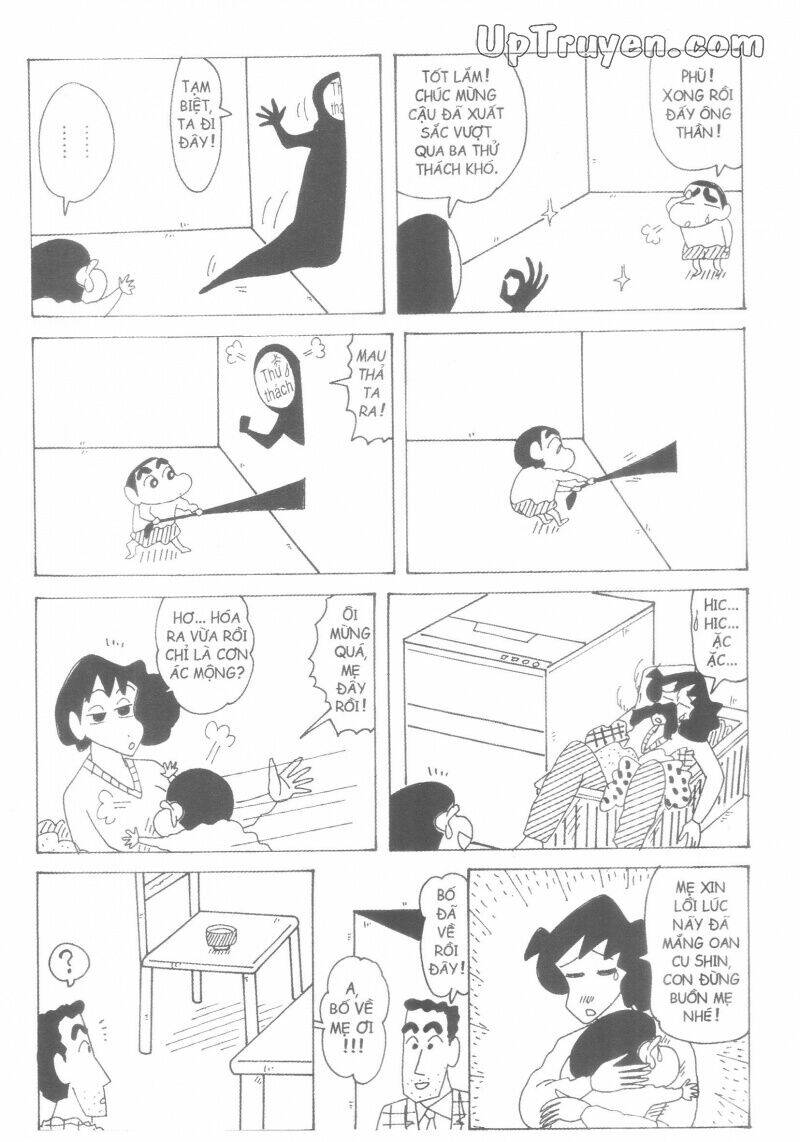 UpTruyen.com
PHÙ!
XONG RỒI
ĐẤY ÔNG
THẦN!
TỐT LẮM!
CHÚC MỪNG
CẬU ĐÃ XUẤT
SẮC VƯỢT
QUA BA THỬ
THÁCH KHÓ.
Thử
thách
TẠM
BIỆT,
TA ĐI
ĐÂY!
......
......
MAU
THẢ
TA
RA!
Thử
thách
HIC...
HIC...
ẶC
ẶC...
ÔI
MỪNG
QUÁ,
MẸ
ĐÂY
RỒI!
HƠ... HÓA
RA VỪA RỒI
CHỈ LÀ CƠN
ÁC MỘNG?
MẸ XIN
LỖI LÚC
NÃY ĐÃ
MẮNG OAN
CU SHIN,
CON ĐỪNG
BUỒN MẸ
NHÉ!
BỐ
ĐÃ
VỀ
RỒI
ĐÂY!
A,
BỐ VỀ
MẸ ƠI
!!!
?